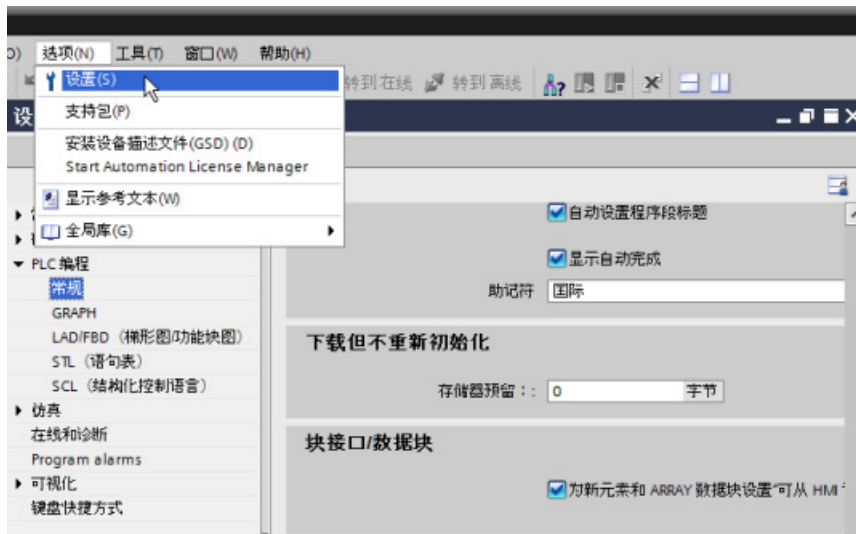 选项(N) 工具(T) 窗口(W) 帮助(H)
设置(S)
转到在线 转到离线
支持包(P)
设
安装设备描述文件(GSD) (D)
Start Automation License Manager
显示参考文本(W)
全局库(G)
自动设置程序段标题
显示自动完成
PLC 编程
常规
助记符 国际
GRAPH
LAD/FBD（梯形图/功能块图）
下载但不重新初始化
STL（语句表）
SCL（结构化控制语言）
存储器预留：: 0 字节
仿真
在线和诊断
块接口/数据块
Program alarms
可视化
为新元素和 ARRAY 数据块设置“可从 HMI
键盘快捷方式